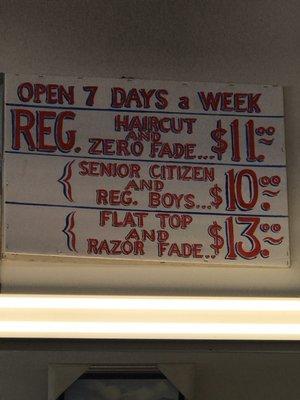 OPEN 7 DAYS a WEEK
REG. HAIRCUT
AND
ZERO FADE... $11.00
SENIOR CITIZEN
AND
REG. BOYS... $10.00
FLAT TOP
AND
RAZOR FADE.. $13.00